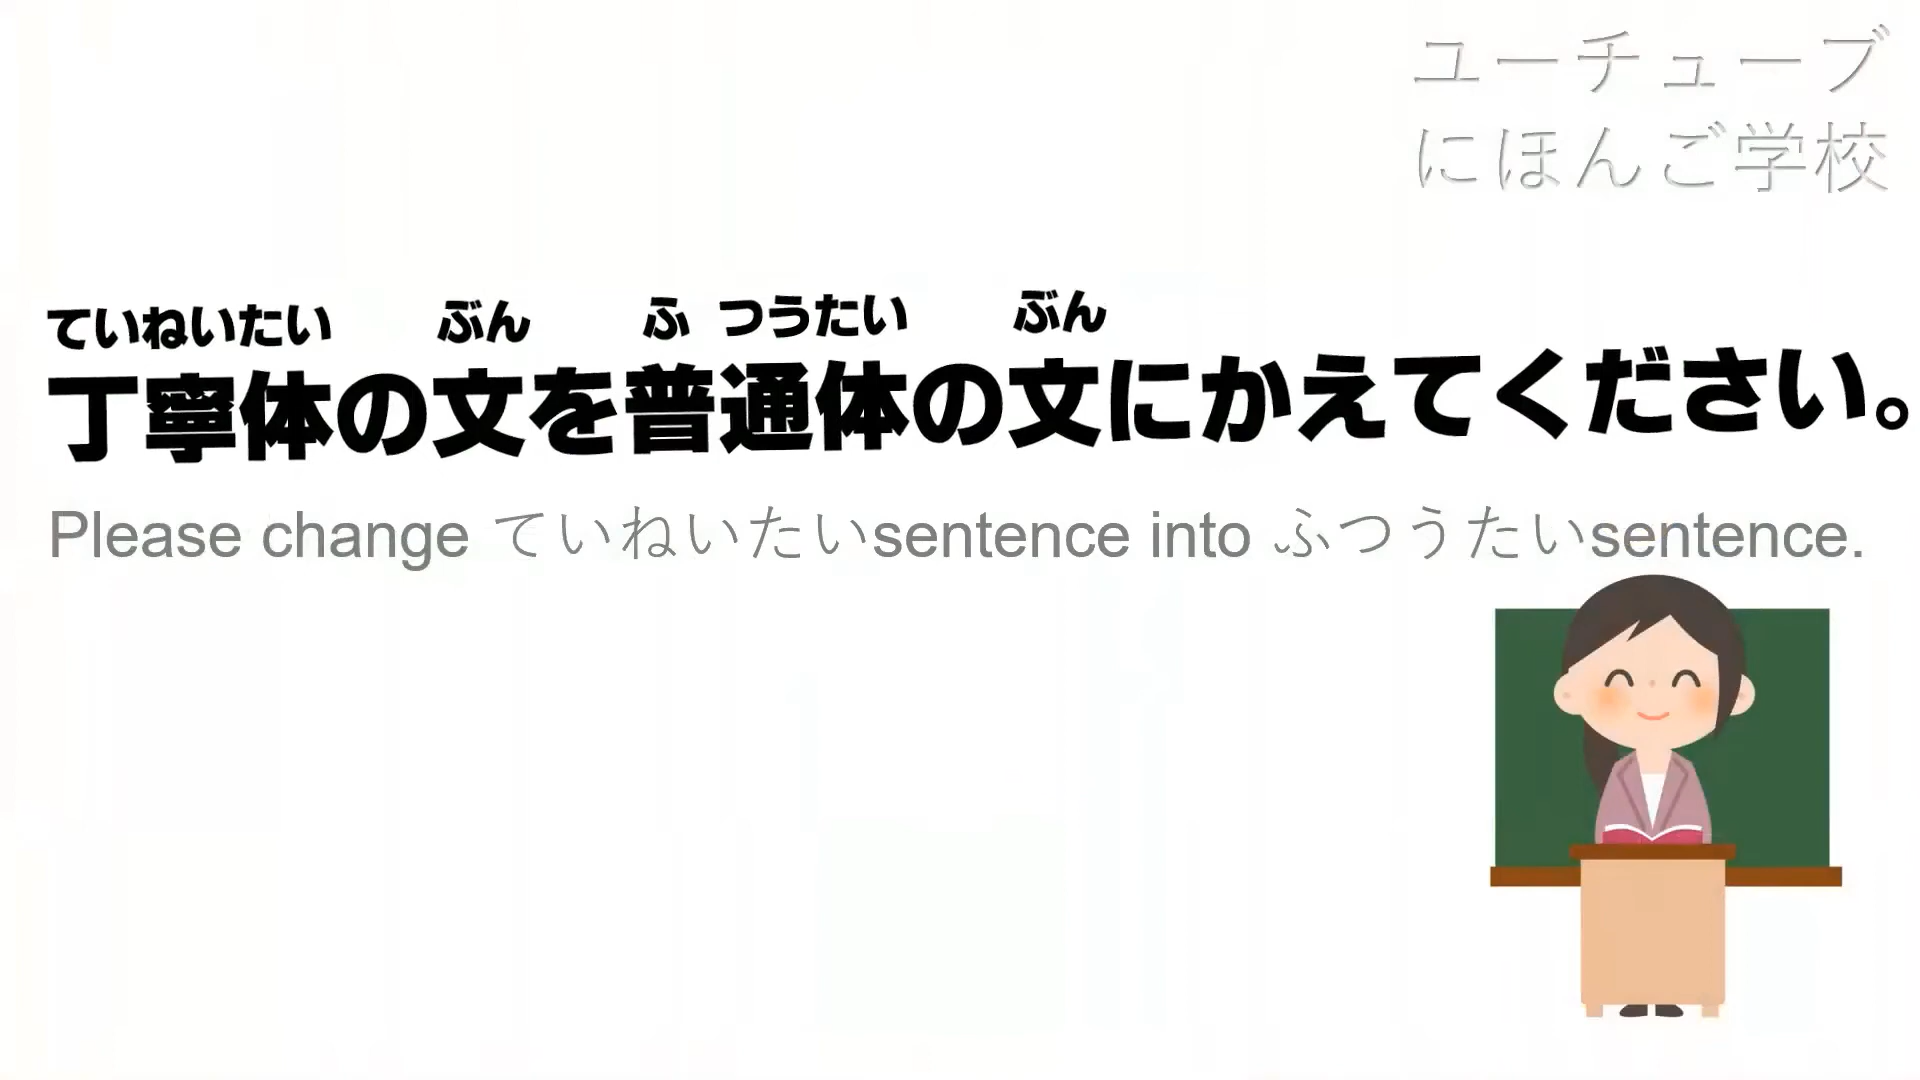 ユーチューブ
にほんご学校
ていねいたい ぶん ふ つうたい ぶん
丁寧体の文を普通体の文にかえてください。
Please change ていねいたいsentence into ふつうたいsentence.